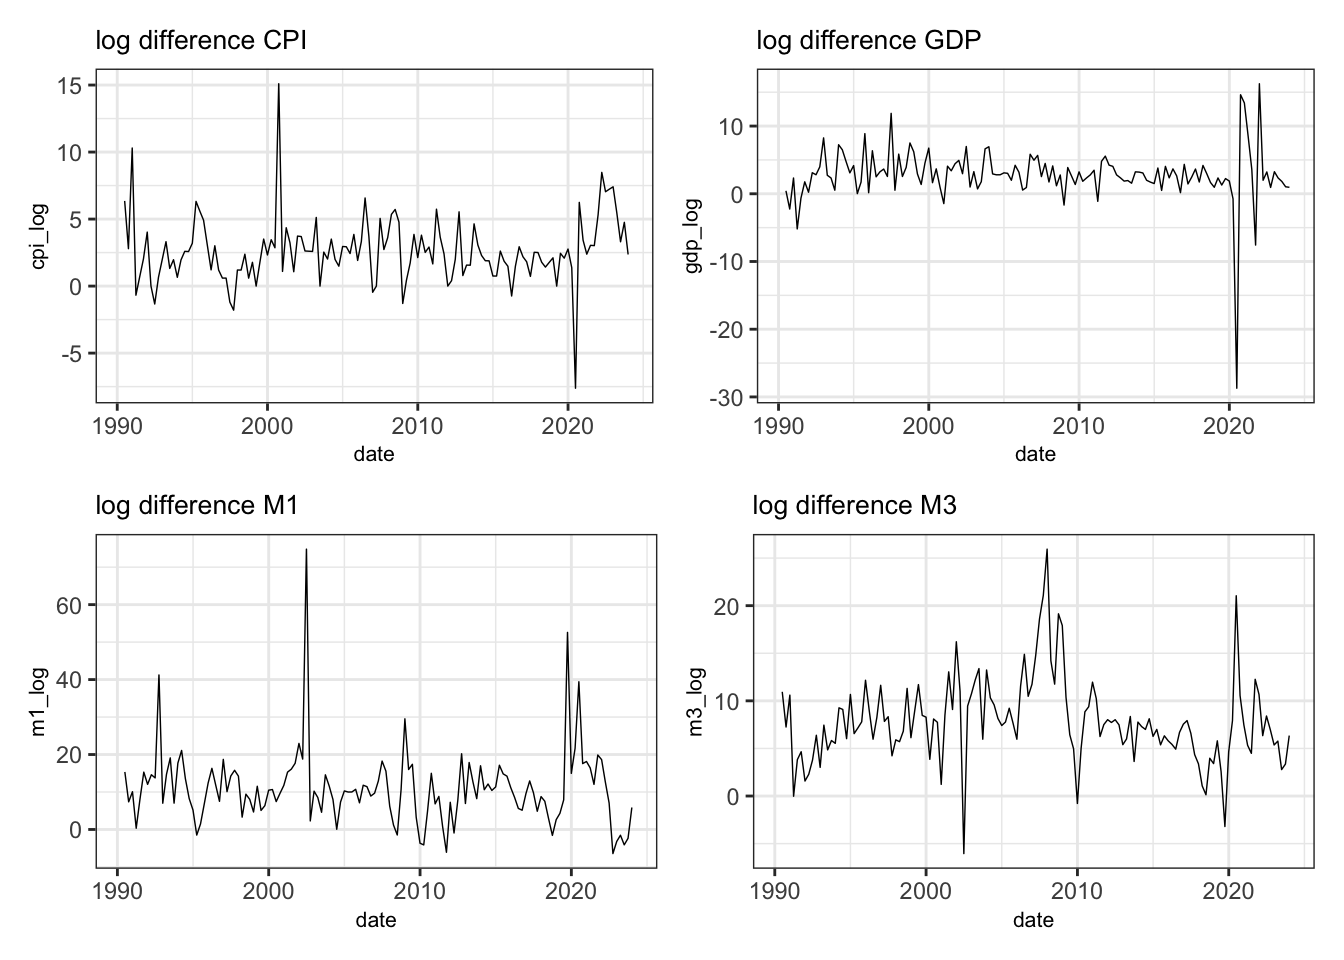 log difference CPI
15
10
5
0
-5
cpi_log
1990 2000 2010 2020
date
log difference GDP
10
0
-10
-20
-30
gdp_log
1990 2000 2010 2020
date
log difference M1
60
40
20
0
m1_log
1990 2000 2010 2020
date
log difference M3
20
10
0
m3_log
1990 2000 2010 2020
date